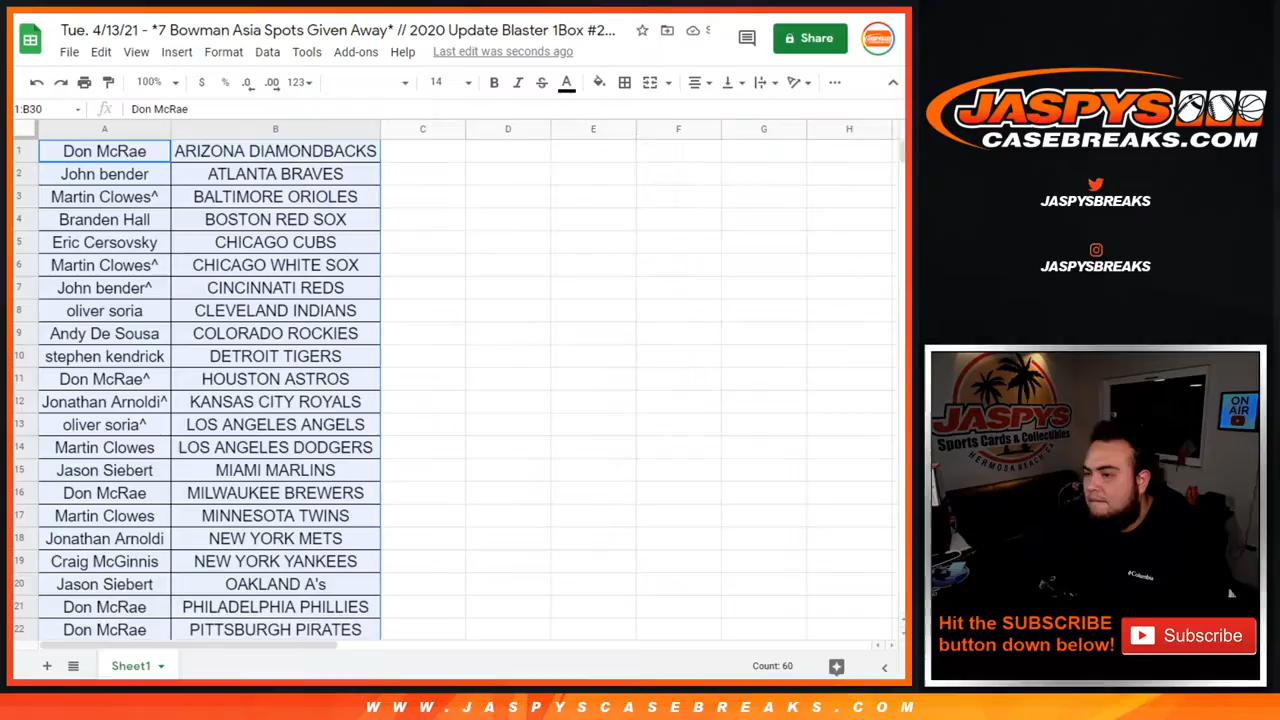 Tue. 4/13/21 - *7 Bowman Asia Spots Given Away* // 2020 Update Blaster 1Box #2...
File Edit View Insert Format Data Tools Add-ons Help Last edit was seconds ago
Share
100% $ % .0 .00 123 14 B I S A
1:B30 fx Don McRae
A B C D E F G H
1 Don McRae ARIZONA DIAMONDBACKS
2 John bender ATLANTA BRAVES
3 Martin Clowes^ BALTIMORE ORIOLES
4 Branden Hall BOSTON RED SOX
5 Eric Cersovsky CHICAGO CUBS
6 Martin Clowes^ CHICAGO WHITE SOX
7 John bender^ CINCINNATI REDS
8 oliver soria CLEVELAND INDIANS
9 Andy De Sousa COLORADO ROCKIES
10 stephen kendrick DETROIT TIGERS
11 Don McRae^ HOUSTON ASTROS
12 Jonathan Arnoldi^ KANSAS CITY ROYALS
13 oliver soria^ LOS ANGELES ANGELS
14 Martin Clowes LOS ANGELES DODGERS
15 Jason Siebert MIAMI MARLINS
16 Don McRae MILWAUKEE BREWERS
17 Martin Clowes MINNESOTA TWINS
18 Jonathan Arnoldi NEW YORK METS
19 Craig McGinnis NEW YORK YANKEES
20 Jason Siebert OAKLAND A's
21 Don McRae PHILADELPHIA PHILLIES
22 Don McRae PITTSBURGH PIRATES
Sheet1 Count: 60
JASPYS
CASEBREAKS.COM
JASPYSBREAKS
JASPYSBREAKS
JASPYS
Sports Cards & Collectibles
HERMOSA BEACH CA
ON
AIR
Columbia
Hit the SUBSCRIBE
button down below!
Subscribe
WWW.JASPYSCASEBREAKS.COM